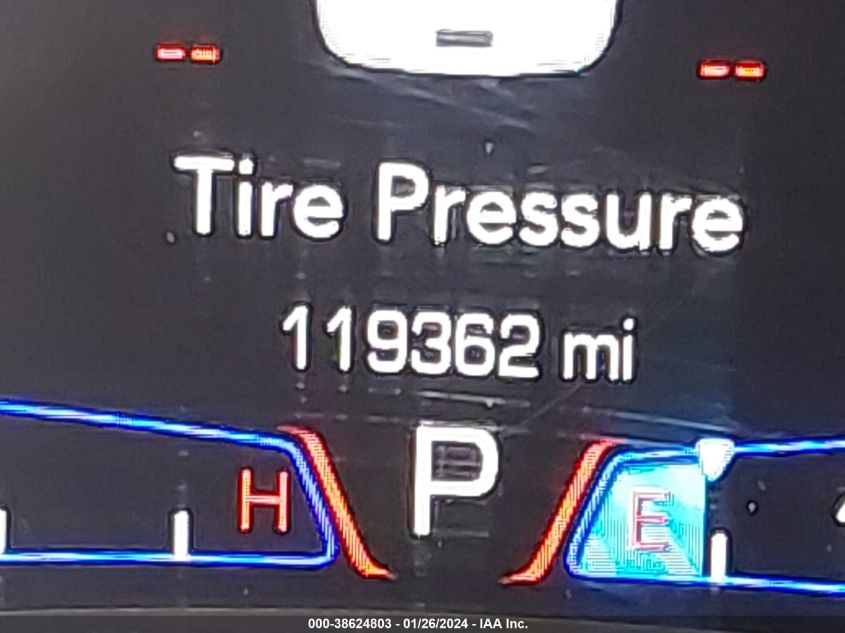 -- --
Tire Pressure
119362 mi
H P E
000-38624803 - 01/26/2024 - IAA Inc.